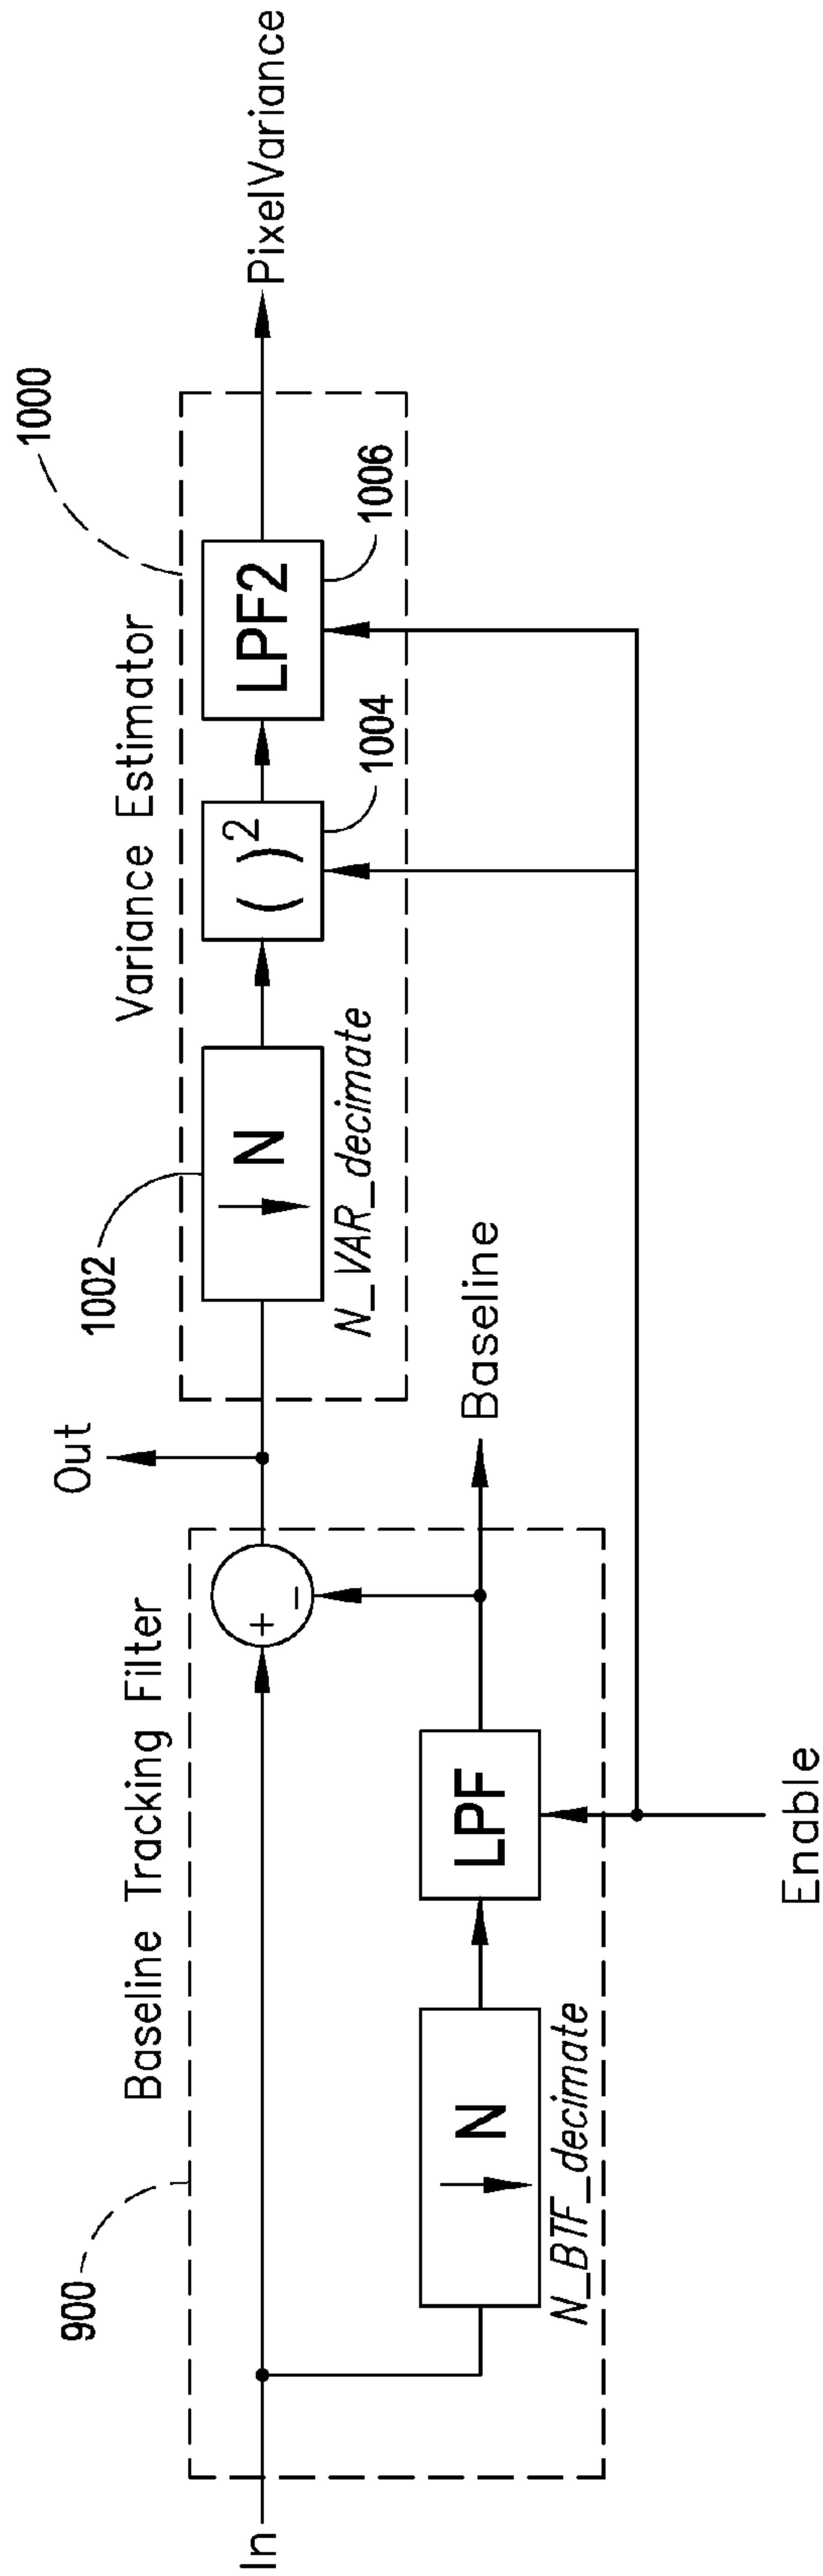 1000
Variance Estimator
1002
↓ N
N_VAR_decimate
( )²
1004
LPF2
1006
PixelVariance
Out
900
Baseline Tracking Filter
In
+
−
↓ N
N_BTF_decimate
LPF
Baseline
Enable